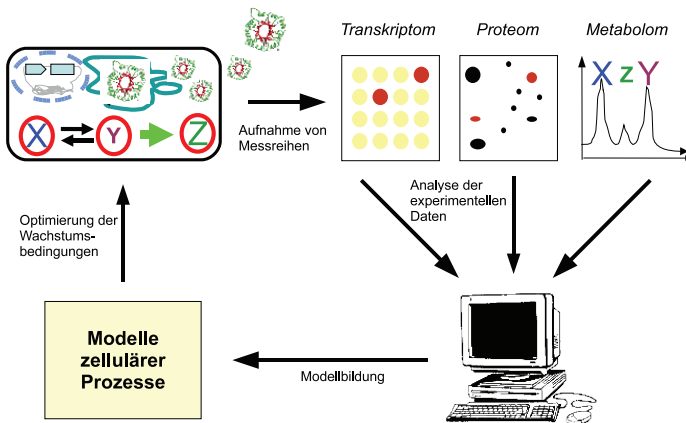 Transkriptom
Proteom
Metabolom
X z Y
X Y Z
Aufnahme von
Messreihen
Analyse der
experimentellen
Daten
Optimierung der
Wachstums-
bedingungen
Modelle
zellulärer
Prozesse
Modellbildung